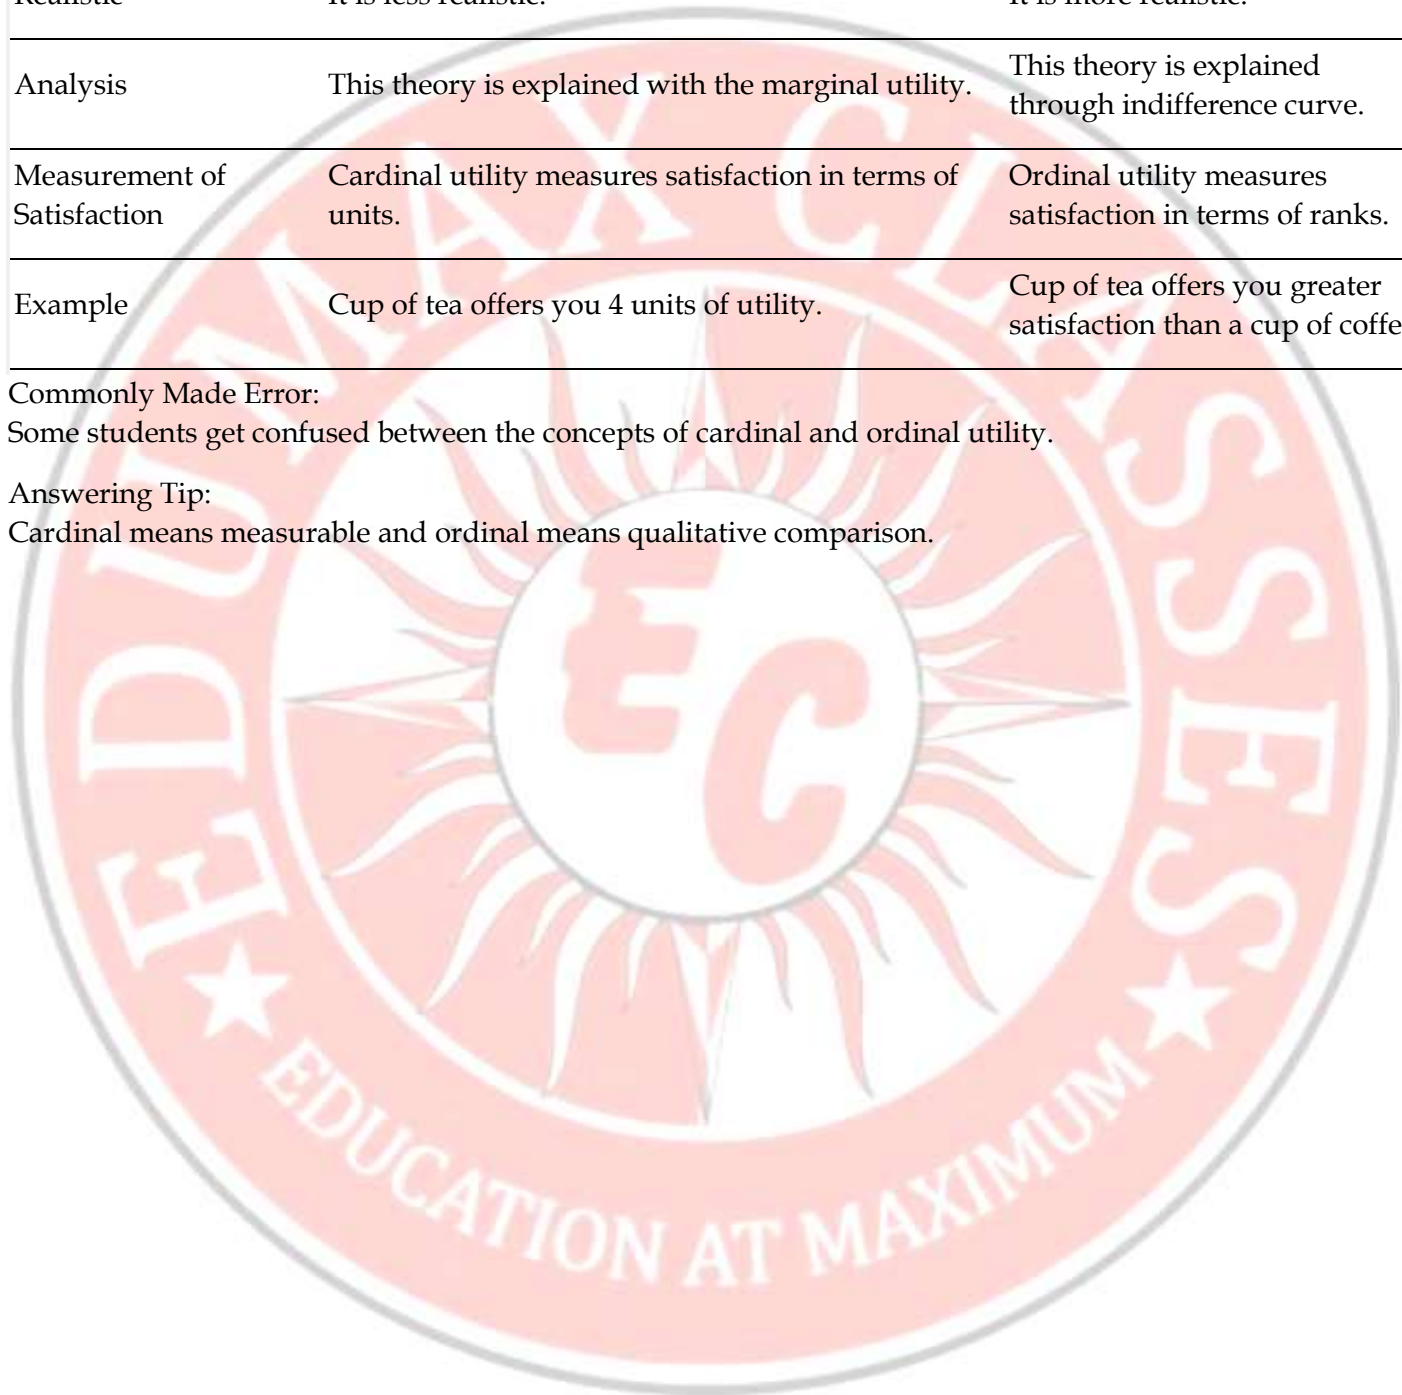 Realistic It is less realistic. It is more realistic.
Analysis This theory is explained with the marginal utility. This theory is explained
through indifference curve.
Measurement of Cardinal utility measures satisfaction in terms of Ordinal utility measures
Satisfaction units. satisfaction in terms of ranks.
Example Cup of tea offers you 4 units of utility. Cup of tea offers you greater
satisfaction than a cup of coffe
Commonly Made Error:
Some students get confused between the concepts of cardinal and ordinal utility.
Answering Tip:
Cardinal means measurable and ordinal means qualitative comparison.
EDUMAX CLASSES
EC
EDUCATION AT MAXIMUM